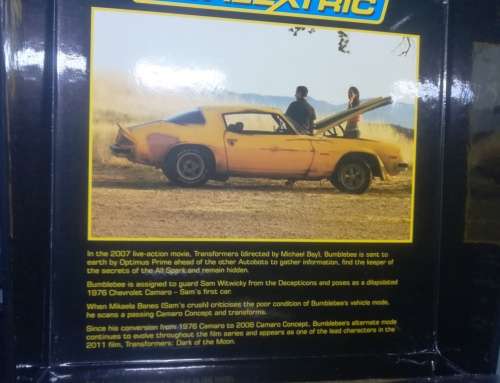 SCALEXTRIC
In the 2007 live-action movie, Transformers (directed by Michael Bay), Bumblebee is sent to
earth by Optimus Prime ahead of the other Autobots to gather information, find the keeper of
the secrets of the All Spark and remain hidden.
Bumblebee is assigned to guard Sam Witwicky from the Decepticons and poses as a dilapidated
1976 Chevrolet Camaro - Sam's first car.
When Mikaela Banes (Sam's crush) criticises the poor condition of Bumblebee's vehicle mode,
he scans a passing Camaro Concept and transforms.
Since his conversion from 1976 Camaro to 2006 Camaro Concept, Bumblebee's alternate mode
continues to evolve throughout the film series and appears as one of the lead characters in the
2011 film, Transformers: Dark of the Moon.